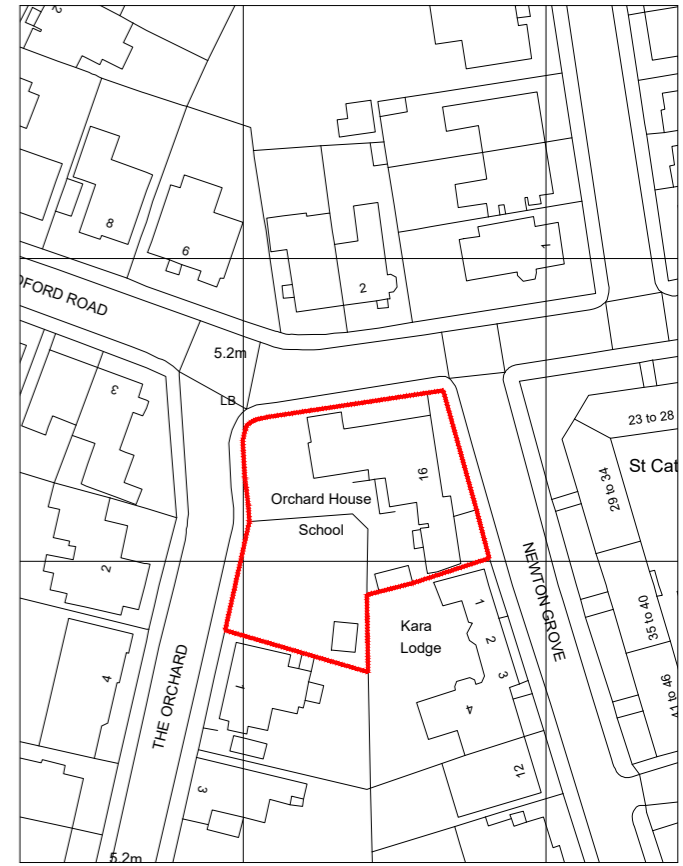 2
8
6
2
1
DFORD ROAD
5.2m
LB
3
23 to 28
29 to 34
St Cat
16
Orchard House
School
2
NEWTON GROVE
Kara
Lodge
1
2
3
4
35 to 40
41 to 46
4
THE ORCHARD
1
3
12
5.2m